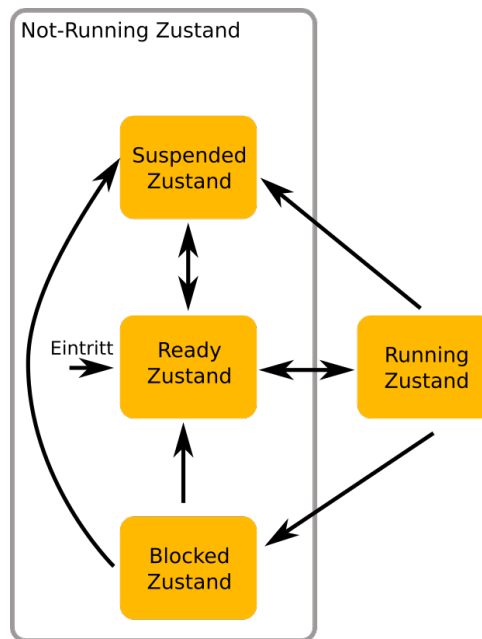 Not-Running Zustand
Suspended
Zustand
Eintritt
Ready
Zustand
Running
Zustand
Blocked
Zustand